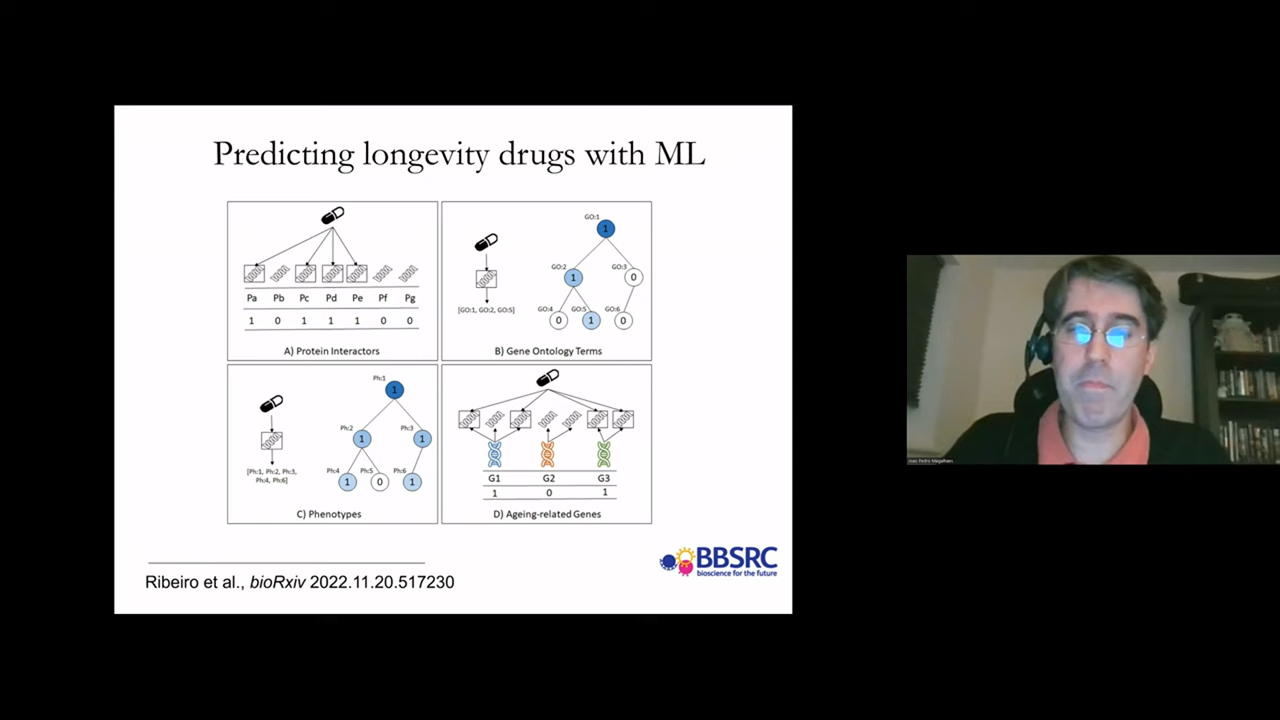 Predicting longevity drugs with ML
Pa Pb Pc Pd Pe Pf Pg
1 0 1 1 1 0 0
A) Protein Interactors
GO:1
1
GO:2 GO:3
1 0
[GO:1, GO:2, GO:5]
GO:4 GO:5 GO:6
0 1 0
B) Gene Ontology Terms
Ph:1
1
Ph:2 Ph:3
1 1
[Ph:1, Ph:2, Ph:3,
Ph:4, Ph:6]
Ph:4 Ph:5 Ph:6
1 0 1
C) Phenotypes
G1 G2 G3
1 0 1
D) Ageing-related Genes
BBSRC
bioscience for the future
Ribeiro et al., bioRxiv 2022.11.20.517230